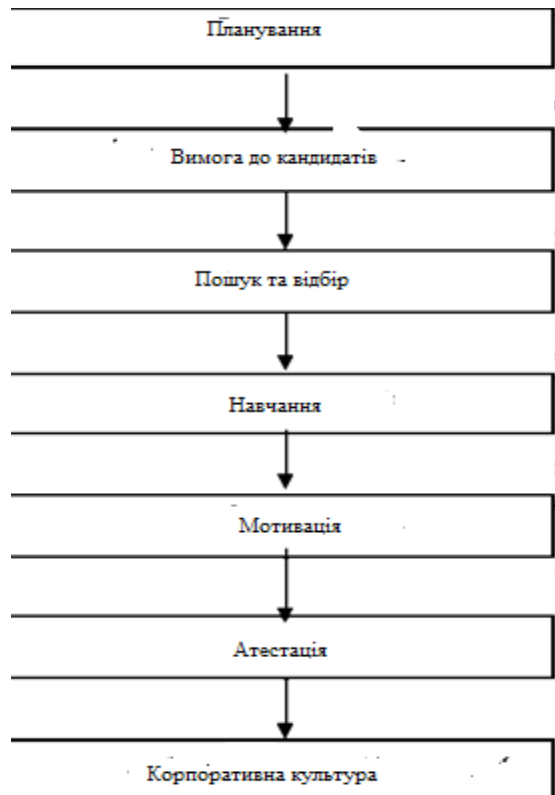 Планування
Вимога до кандидатів
Пошук та відбір
Навчання
Мотивація
Атестація
Корпоративна культура